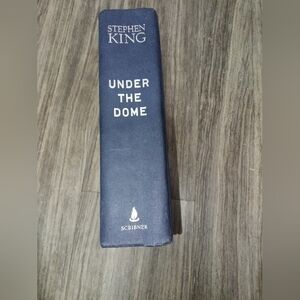 STEPHEN
KING
UNDER
THE
DOME
SCRIBNER